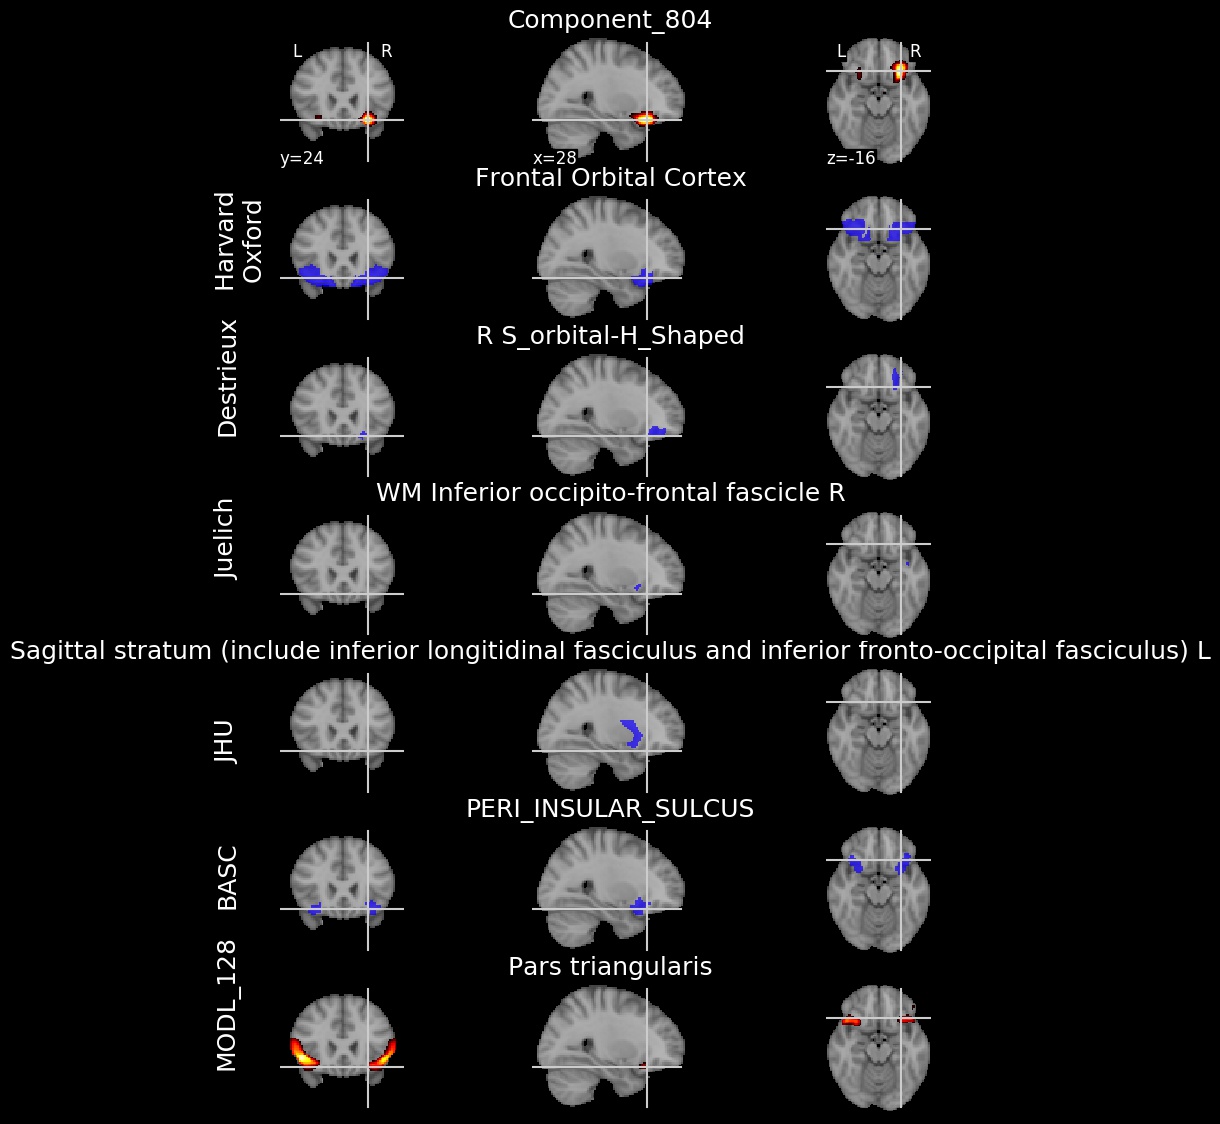 Component_804
L R L R
y=24 x=28 z=-16
Frontal Orbital Cortex
Harvard
Oxford
R S_orbital-H_Shaped
Destrieux
WM Inferior occipito-frontal fascicle R
Juelich
Sagittal stratum (include inferior longitidinal fasciculus and inferior fronto-occipital fasciculus) L
JHU
PERI_INSULAR_SULCUS
BASC
Pars triangularis
MODL_128